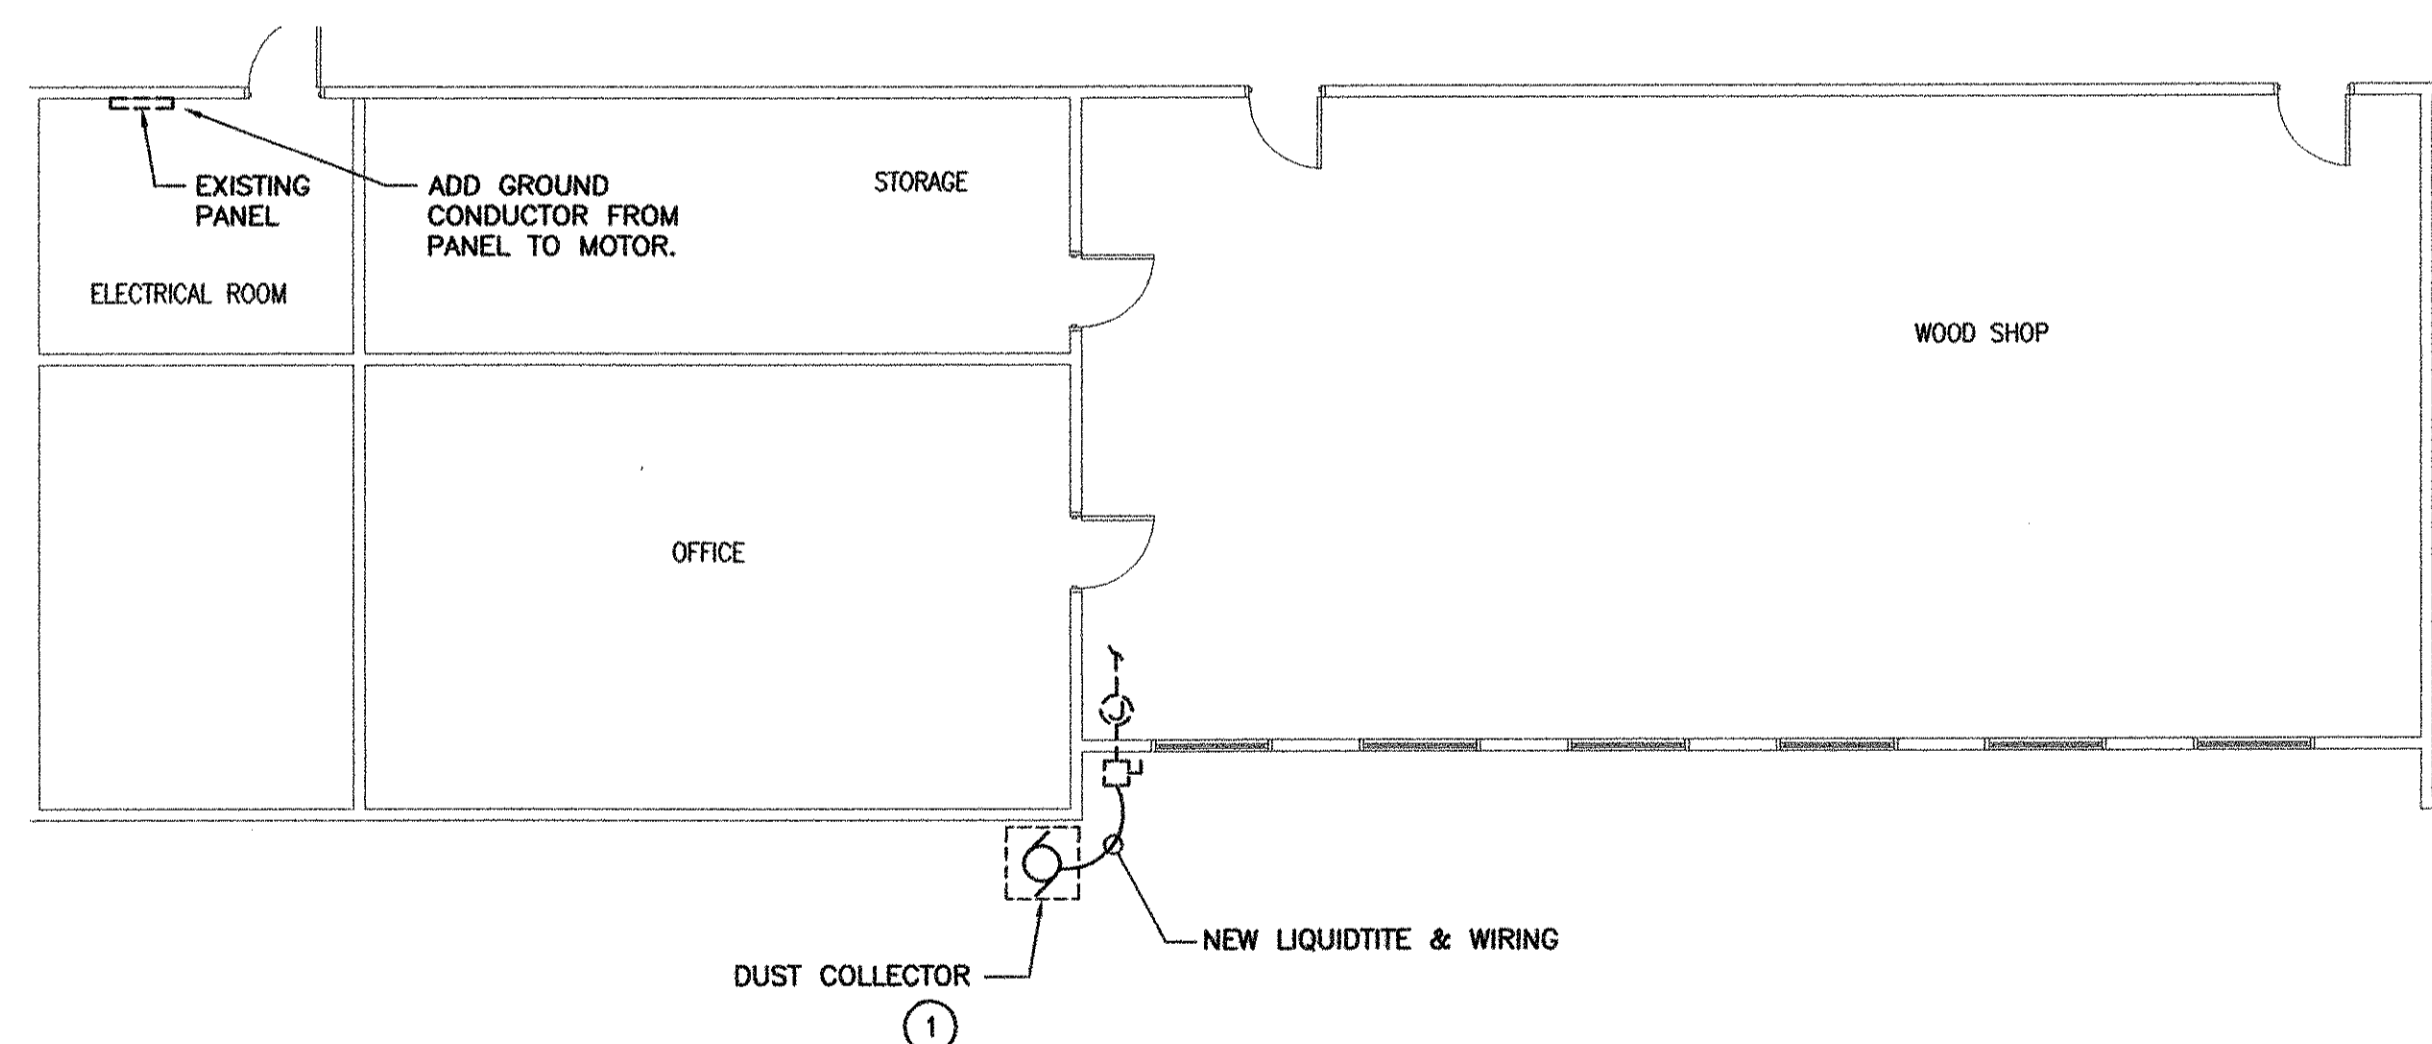 EXISTING
PANEL
ADD GROUND
CONDUCTOR FROM
PANEL TO MOTOR.
STORAGE
ELECTRICAL ROOM
WOOD SHOP
OFFICE
J
NEW LIQUIDTITE & WIRING
DUST COLLECTOR
1